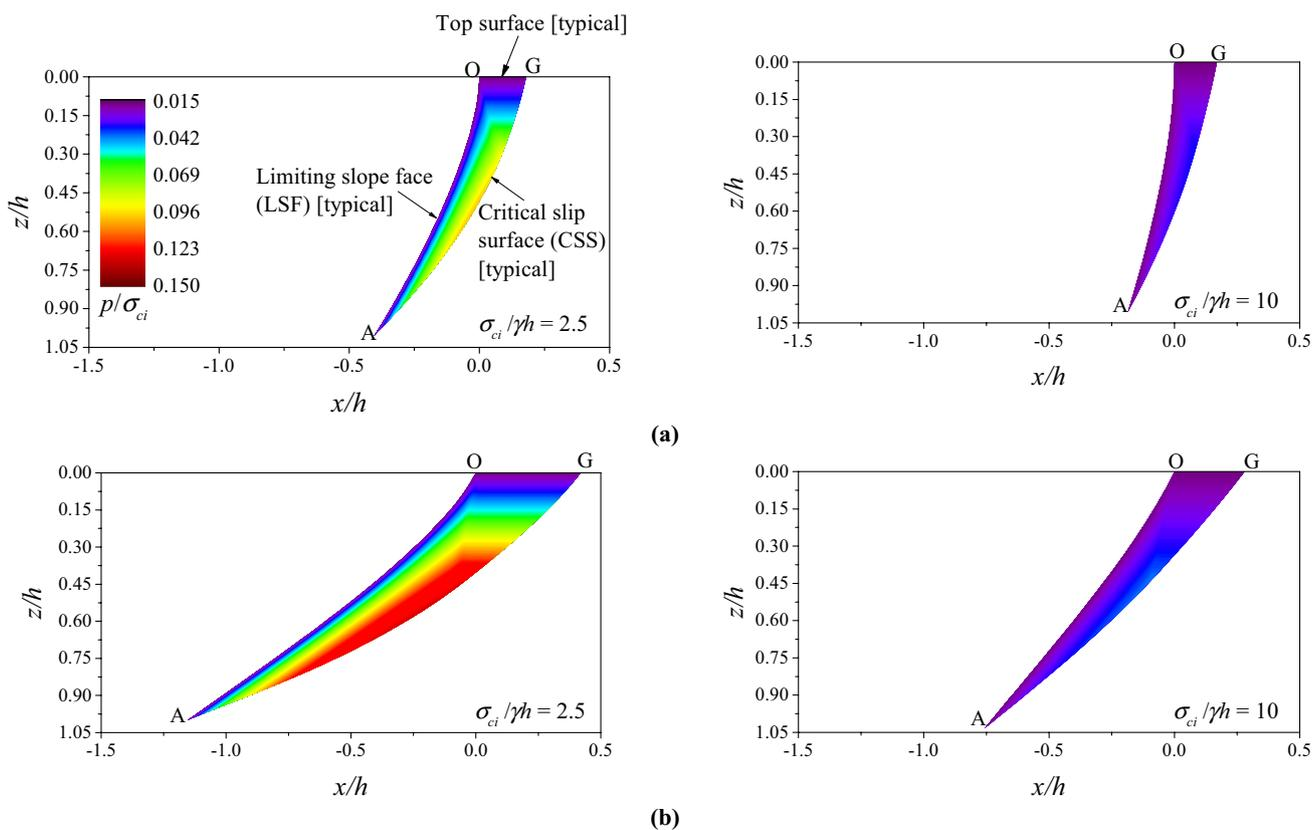 Top surface [typical]
O
G
0.00
0.15
0.30
0.45
0.60
0.75
0.90
1.05
z/h
0.015
0.042
0.069
0.096
0.123
0.150
p/σci
Limiting slope face
(LSF) [typical]
Critical slip
surface (CSS)
[typical]
A
σci /γh = 2.5
-1.5
-1.0
-0.5
0.0
0.5
x/h
O
G
0.00
0.15
0.30
0.45
0.60
0.75
0.90
1.05
z/h
A
σci /γh = 10
-1.5
-1.0
-0.5
0.0
0.5
x/h
(a)
O
G
0.00
0.15
0.30
0.45
0.60
0.75
0.90
1.05
z/h
A
σci /γh = 2.5
-1.5
-1.0
-0.5
0.0
0.5
x/h
O
G
0.00
0.15
0.30
0.45
0.60
0.75
0.90
1.05
z/h
A
σci /γh = 10
-1.5
-1.0
-0.5
0.0
0.5
x/h
(b)